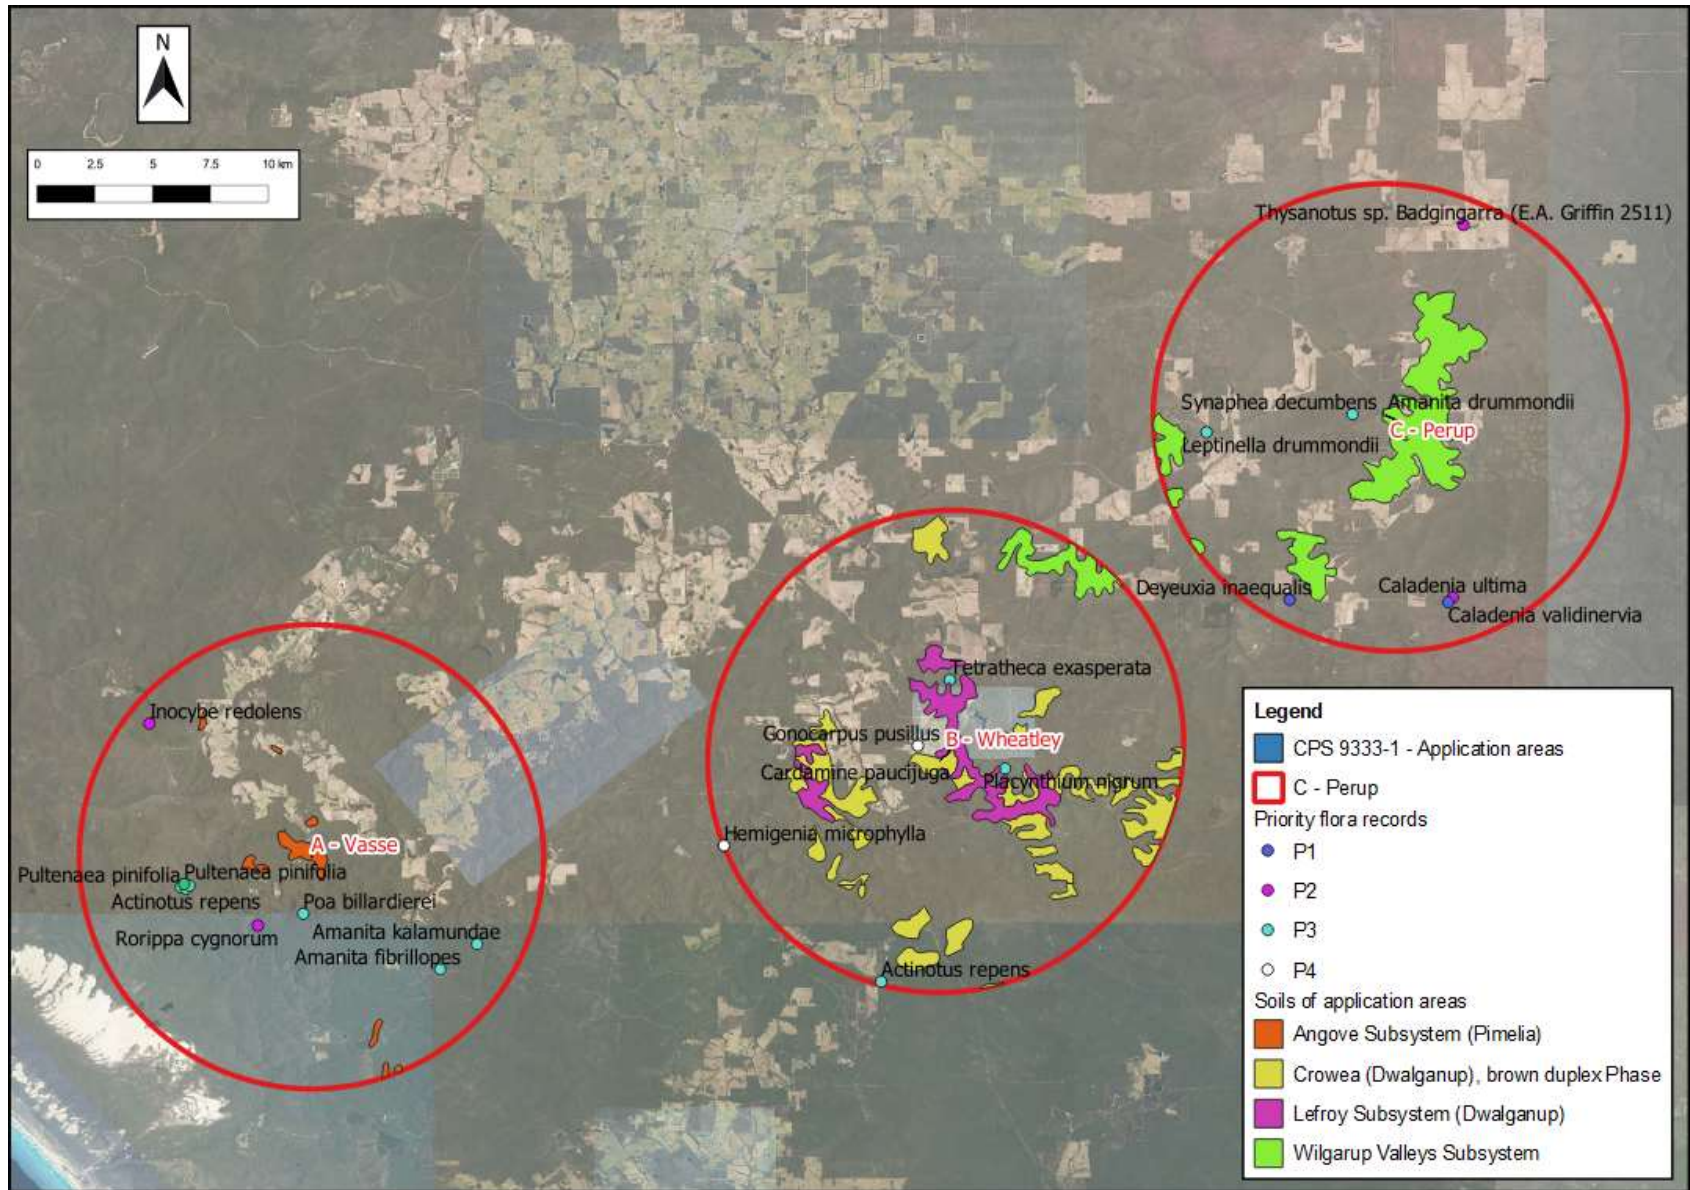 N
0 2.5 5 7.5 10 km
Thysanotus sp. Badgingarra (E.A. Griffin 2511)
Synaphea decumbens
Amanita drummondii
C - Perup
Leptinella drummondii
Deyeuxia inaequalis
Caladenia ultima
Caladenia validinervia
Tetratheca exasperata
Inocybe redolens
Gonocarpus pusillus
B - Wheatley
Cardamine paucijuga
Placynthium nigrum
Hemigenia microphylla
A - Vasse
Pultenaea pinifolia
Pultenaea pinifolia
Actinotus repens
Poa billardierei
Rorippa cygnorum
Amanita kalamundae
Amanita fibrillopes
Actinotus repens
Legend
CPS 9333-1 - Application areas
C - Perup
Priority flora records
P1
P2
P3
P4
Soils of application areas
Angove Subsystem (Pimelia)
Crowea (Dwalganup), brown duplex Phase
Lefroy Subsystem (Dwalganup)
Wilgarup Valleys Subsystem